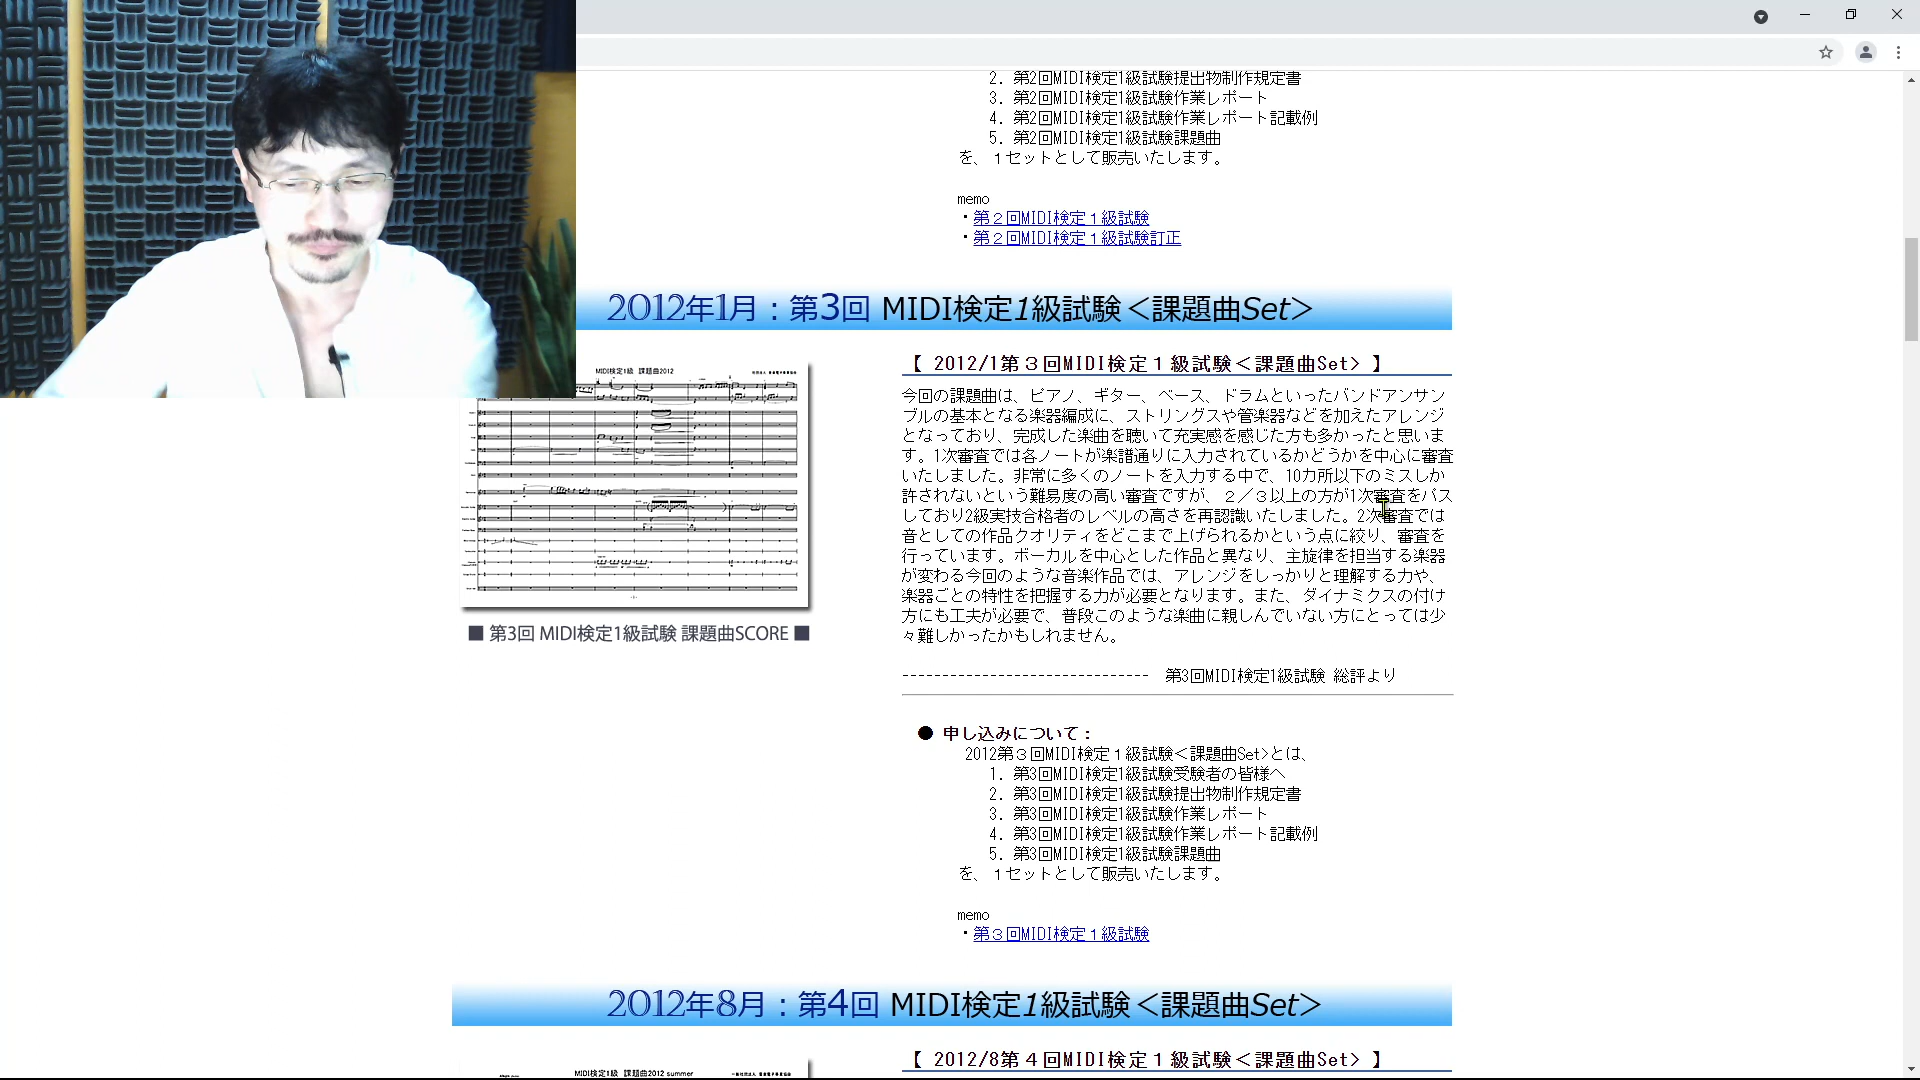 2. 第2回MIDI検定1級試験提出物制作規定書
3. 第2回MIDI検定1級試験作業レポート
4. 第2回MIDI検定1級試験作業レポート記載例
5. 第2回MIDI検定1級試験課題曲
を、１セットとして販売いたします。
memo
・第２回MIDI検定１級試験
・第２回MIDI検定１級試験訂正
2012年1月：第3回 MIDI検定1級試験＜課題曲Set＞
MIDI検定1級 課題曲2012
【 2012/1第３回MIDI検定１級試験＜課題曲Set> 】
今回の課題曲は、ピアノ、ギター、ベース、ドラムといったバンドアンサン
ブルの基本となる楽器編成に、ストリングスや管楽器などを加えたアレンジ
となっており、完成した楽曲を聴いて充実感を感じた方も多かったと思いま
す。1次審査では各ノートが楽譜通りに入力されているかどうかを中心に審査
いたしました。非常に多くのノートを入力する中で、10カ所以下のミスしか
許されないという難易度の高い審査ですが、２／３以上の方が1次審査をパス
しており2級実技合格者のレベルの高さを再認識いたしました。2次審査では
音としての作品クオリティをどこまで上げられるかという点に絞り、審査を
行っています。ボーカルを中心とした作品と異なり、主旋律を担当する楽器
が変わる今回のような音楽作品では、アレンジをしっかりと理解する力や、
楽器ごとの特性を把握する力が必要となります。また、ダイナミクスの付け
方にも工夫が必要で、普段このような楽曲に親しんでいない方にとっては少
々難しかったかもしれません。
■ 第3回 MIDI検定1級試験 課題曲SCORE ■
------------------------------- 第3回MIDI検定1級試験 総評より
● 申し込みについて：
2012第３回MIDI検定１級試験＜課題曲Set>とは、
1. 第3回MIDI検定1級試験受験者の皆様へ
2. 第3回MIDI検定1級試験提出物制作規定書
3. 第3回MIDI検定1級試験作業レポート
4. 第3回MIDI検定1級試験作業レポート記載例
5. 第3回MIDI検定1級試験課題曲
を、１セットとして販売いたします。
memo
・第３回MIDI検定１級試験
2012年8月：第4回 MIDI検定1級試験＜課題曲Set＞
【 2012/8第４回MIDI検定１級試験＜課題曲Set> 】
MIDI検定1級 課題曲2012 summer